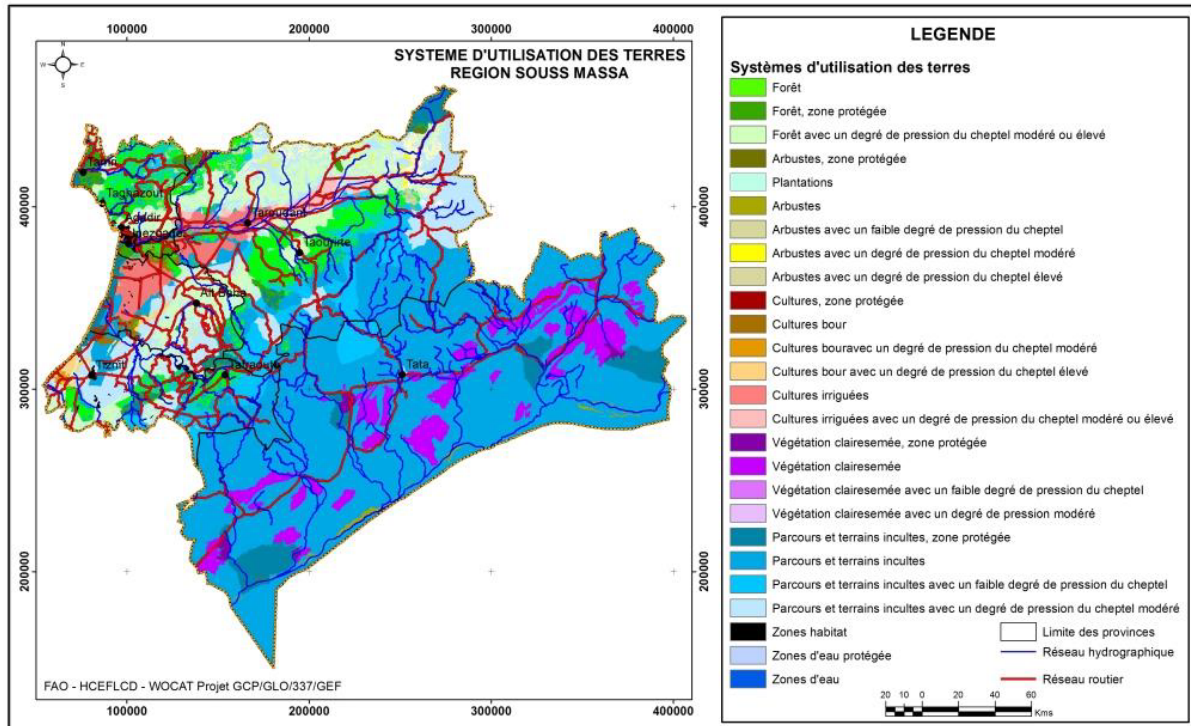 100000
200000
300000
400000
SYSTEME D'UTILISATION DES TERRES
REGION SOUSS MASSA
N
W
E
S
400000
300000
200000
400000
300000
200000
Tamri
Taghazout
Agadir
Inezgane
Taroudant
Taourirte
Ait Baha
Tiznit
Tafraoute
Tata
FAO - HCEFLCD - WOCAT Projet GCP/GLO/337/GEF
100000
200000
300000
400000
LEGENDE
Systèmes d'utilisation des terres
Forêt
Forêt, zone protégée
Forêt avec un degré de pression du cheptel modéré ou élevé
Arbustes, zone protégée
Plantations
Arbustes
Arbustes avec un faible degré de pression du cheptel
Arbustes avec un degré de pression du cheptel modéré
Arbustes avec un degré de pression du cheptel élevé
Cultures, zone protégée
Cultures bour
Cultures bouravec un degré de pression du cheptel modéré
Cultures bour avec un degré de pression du cheptel élevé
Cultures irriguées
Cultures irriguées avec un degré de pression du cheptel modéré ou élevé
Végétation clairesemée, zone protégée
Végétation clairesemée
Végétation clairesemée avec un faible degré de pression du cheptel
Végétation clairesemée avec un degré de pression modéré
Parcours et terrains incultes, zone protégée
Parcours et terrains incultes
Parcours et terrains incultes avec un faible degré de pression du cheptel
Parcours et terrains incultes avec un degré de pression du cheptel modéré
Zones habitat
Zones d'eau protégée
Zones d'eau
Limite des provinces
Réseau hydrographique
Réseau routier
20 10 0 20 40 60
Kms